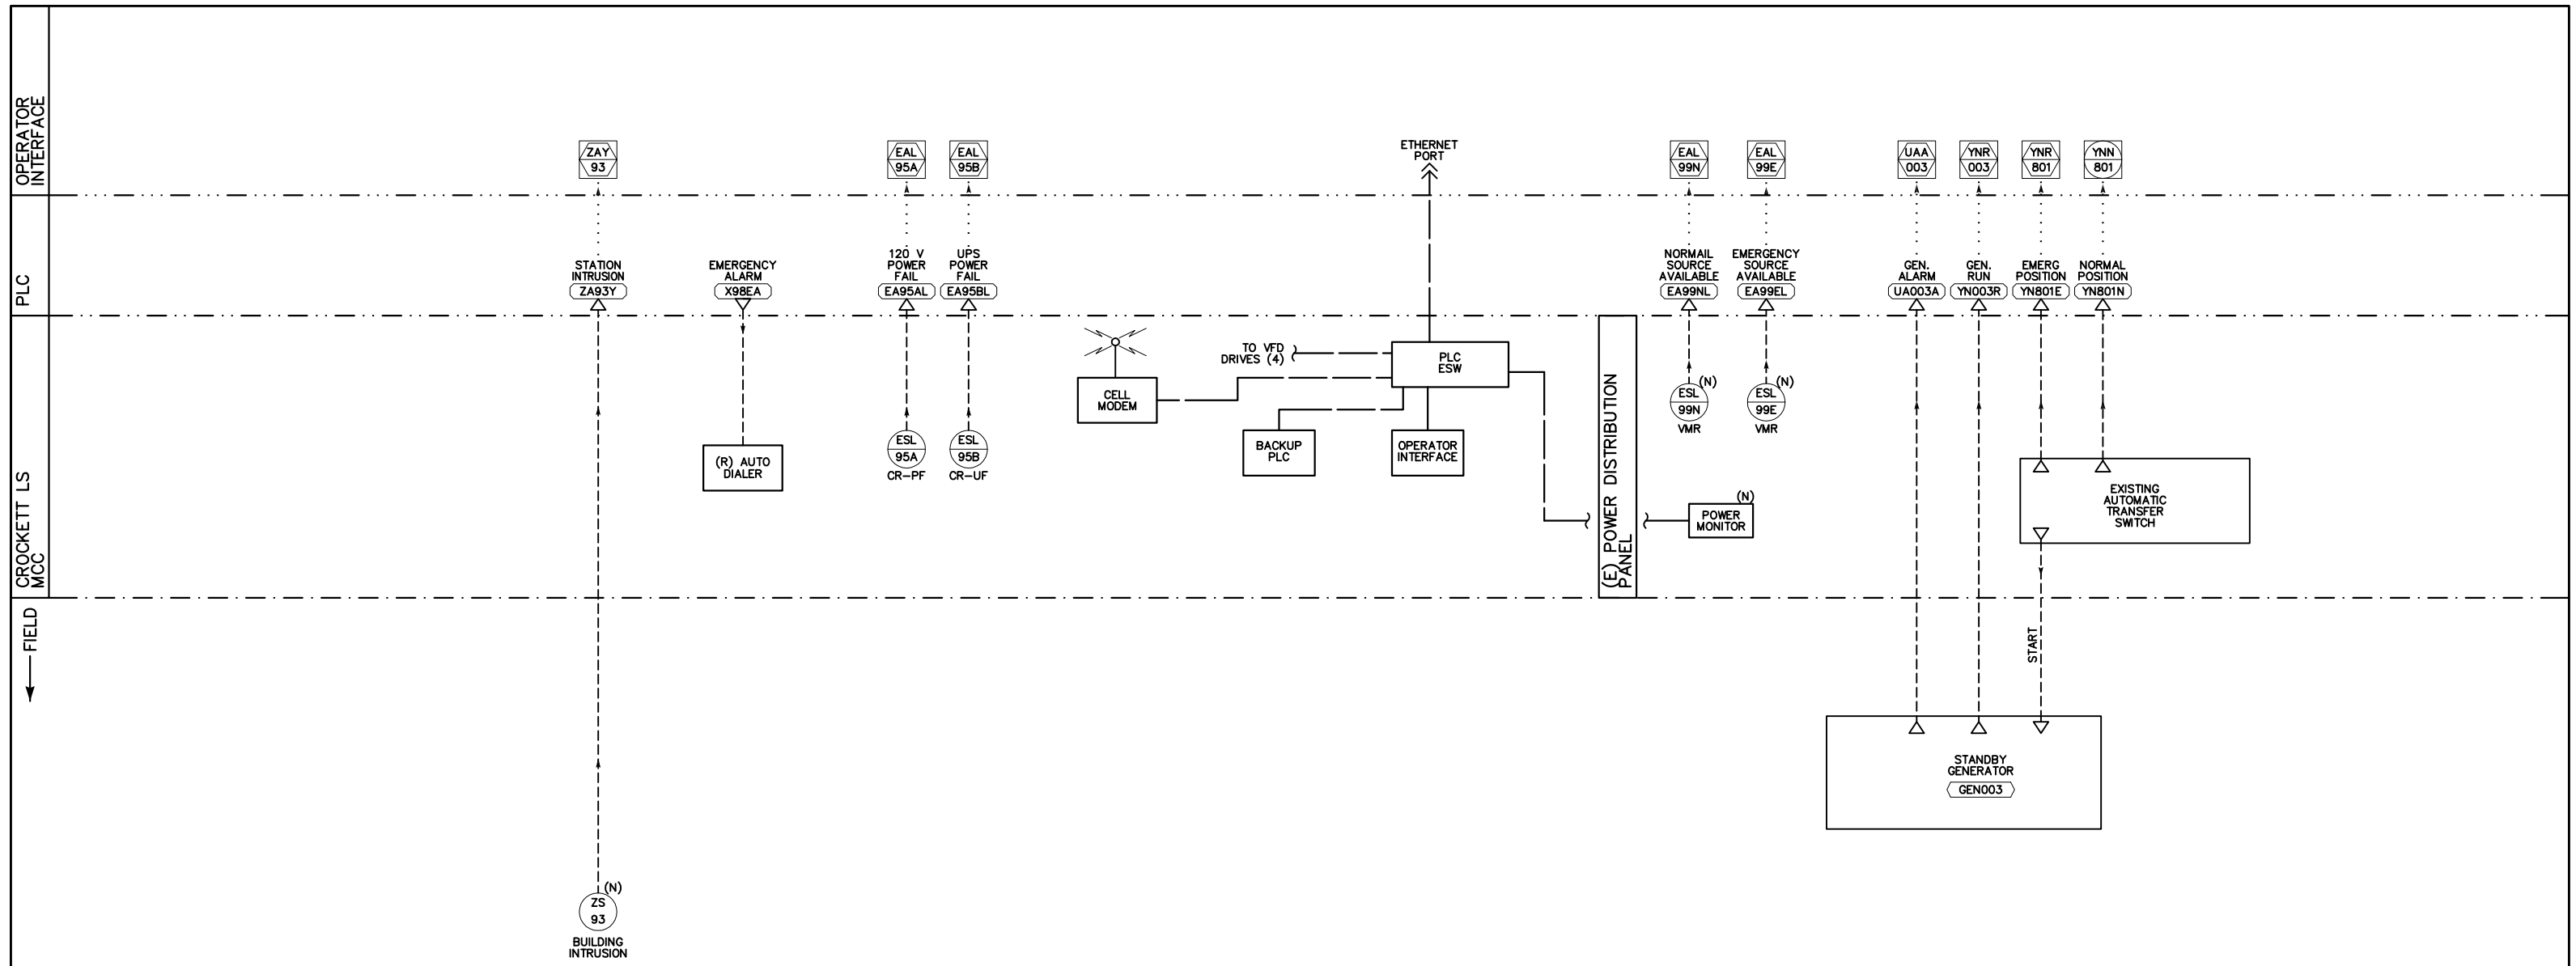 OPERATOR
INTERFACE
ZAY
93
EAL
95A
EAL
95B
ETHERNET
PORT
EAL
99N
EAL
99E
UAA
003
YNR
003
YNR
801
YNN
801
PLC
STATION
INTRUSION
ZA93Y
EMERGENCY
ALARM
X98EA
120 V
POWER
FAIL
EA95AL
UPS
POWER
FAIL
EA95BL
NORMAIL
SOURCE
AVAILABLE
EA99NL
EMERGENCY
SOURCE
AVAILABLE
EA99EL
GEN.
ALARM
UA003A
GEN.
RUN
YN003R
EMERG
POSITION
YN801E
NORMAL
POSITION
YN801N
CROCKETT LS
MCC
(R) AUTO
DIALER
ESL
95A
CR-PF
ESL
95B
CR-UF
CELL
MODEM
TO VFD
DRIVES (4)
PLC
ESW
BACKUP
PLC
OPERATOR
INTERFACE
(E) POWER DISTRIBUTION
PANEL
(N)
ESL
99N
VMR
(N)
ESL
99E
VMR
(N)
POWER
MONITOR
EXISTING
AUTOMATIC
TRANSFER
SWITCH
FIELD
START
STANDBY
GENERATOR
GEN003
(N)
ZS
93
BUILDING
INTRUSION